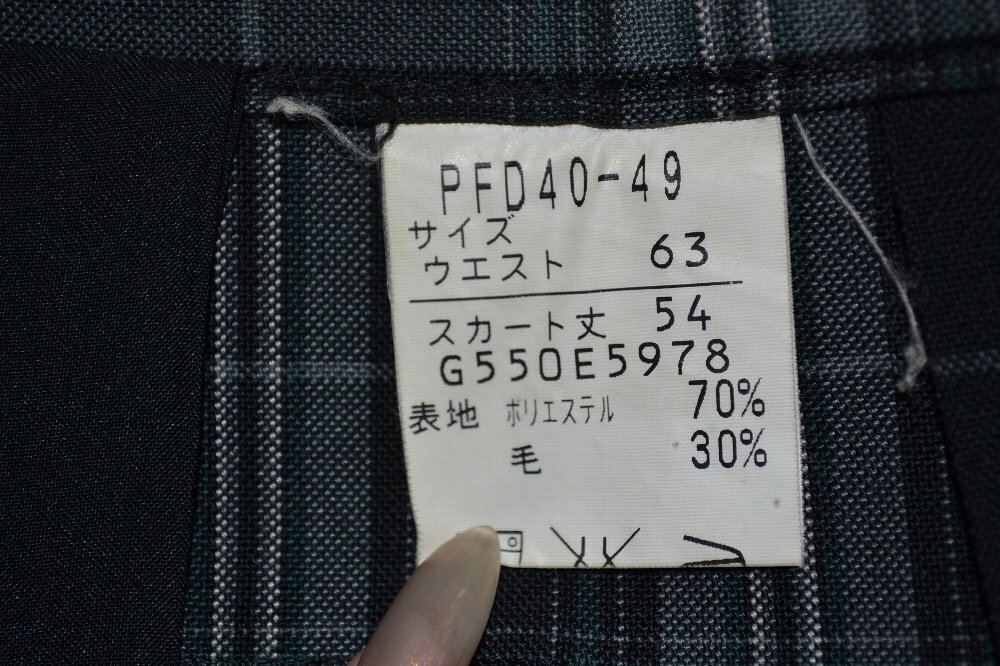 PFD40-49
サイズ
ウエスト 63
スカート丈 54
G550E5978
表地 ポリエステル 70%
毛 30%